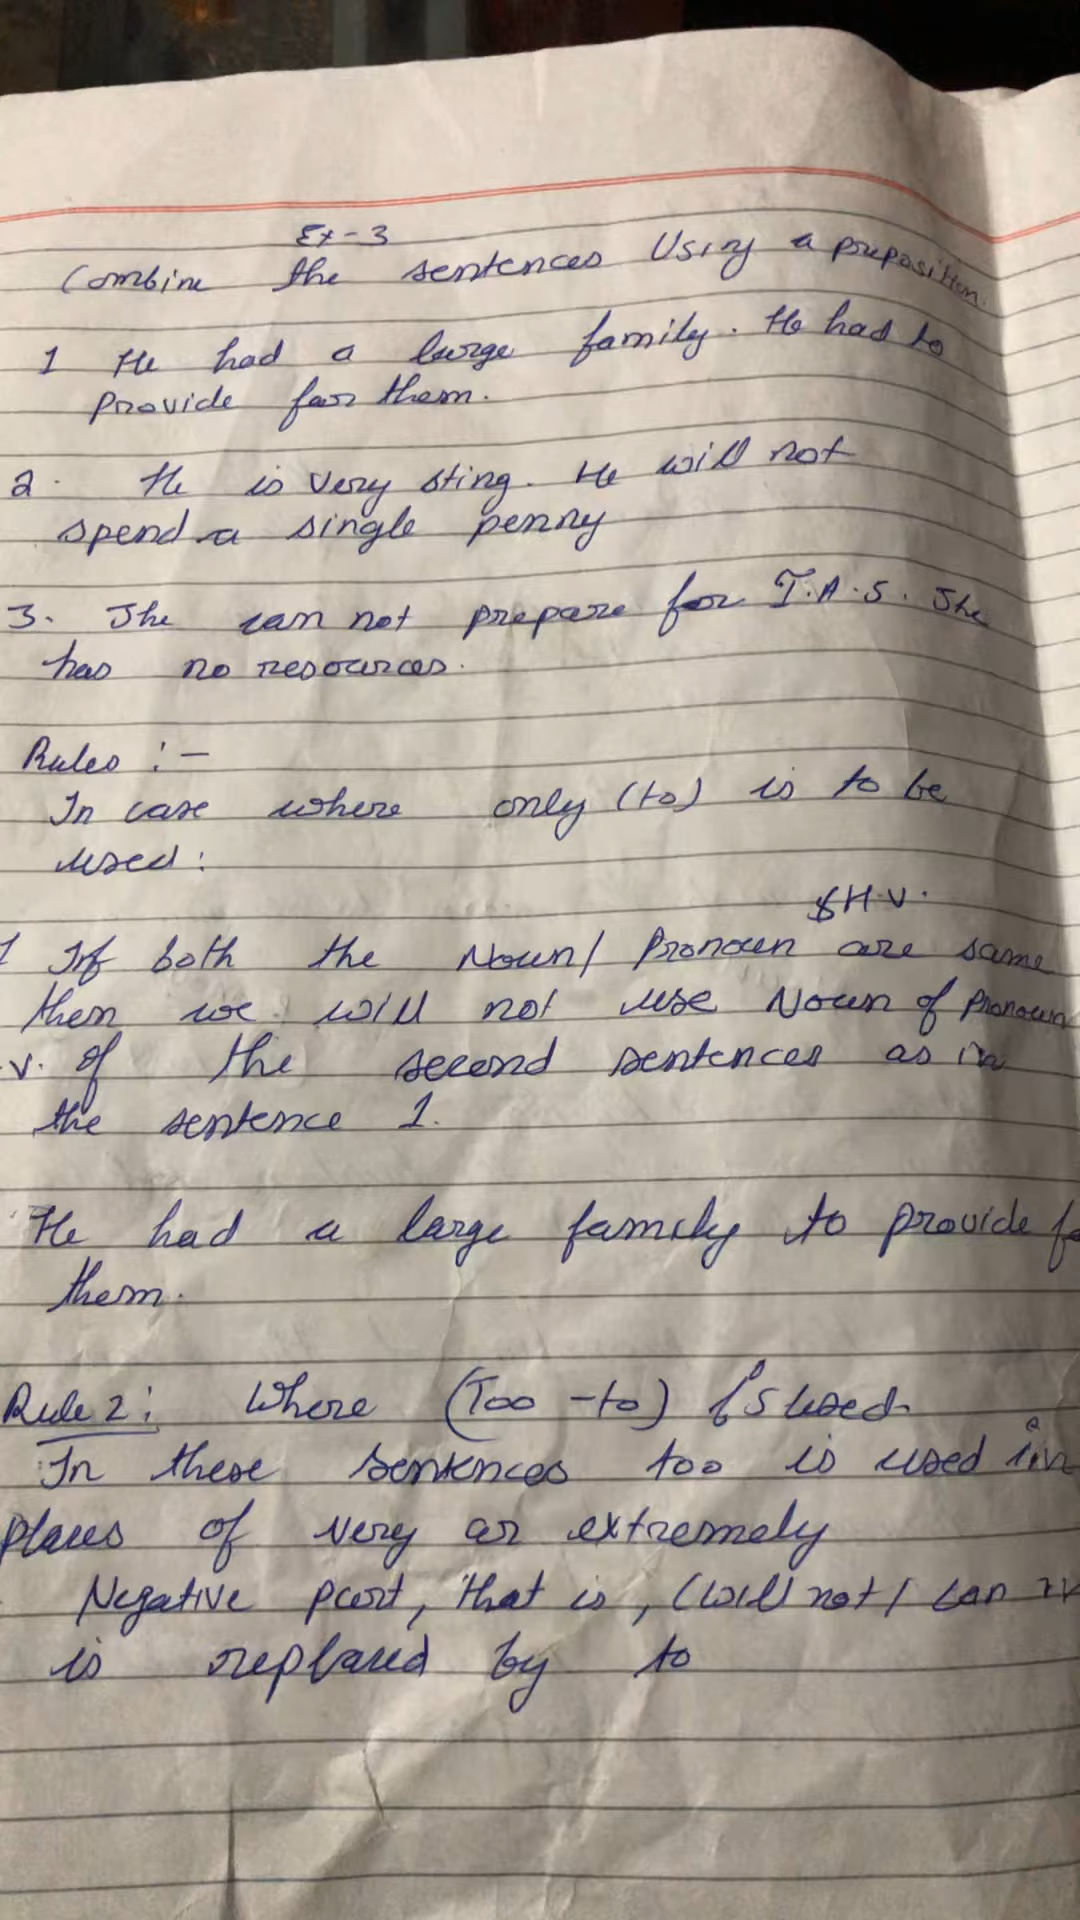 Ex-3
Combine the sentences Using a preposition.
1 He had a large family. He had to
Provide for them.
2. He is very sting. He will not
spend a single penny
3. She can not prepare for I.A.S. She
has no resources.
Rules :-
In case where only (to) is to be
used:
$H.V.
1 If both the Noun/ Pronoun are same
then we will not use Noun of Pronoun
v. of the second sentences as in
the sentence 1.
He had a large family to provide fo
them.
Rule 2: Where (Too -to) is used
In these sentences too is used in
places of very or extremely
Negative part, that is, (will not/ can
is replaced by to